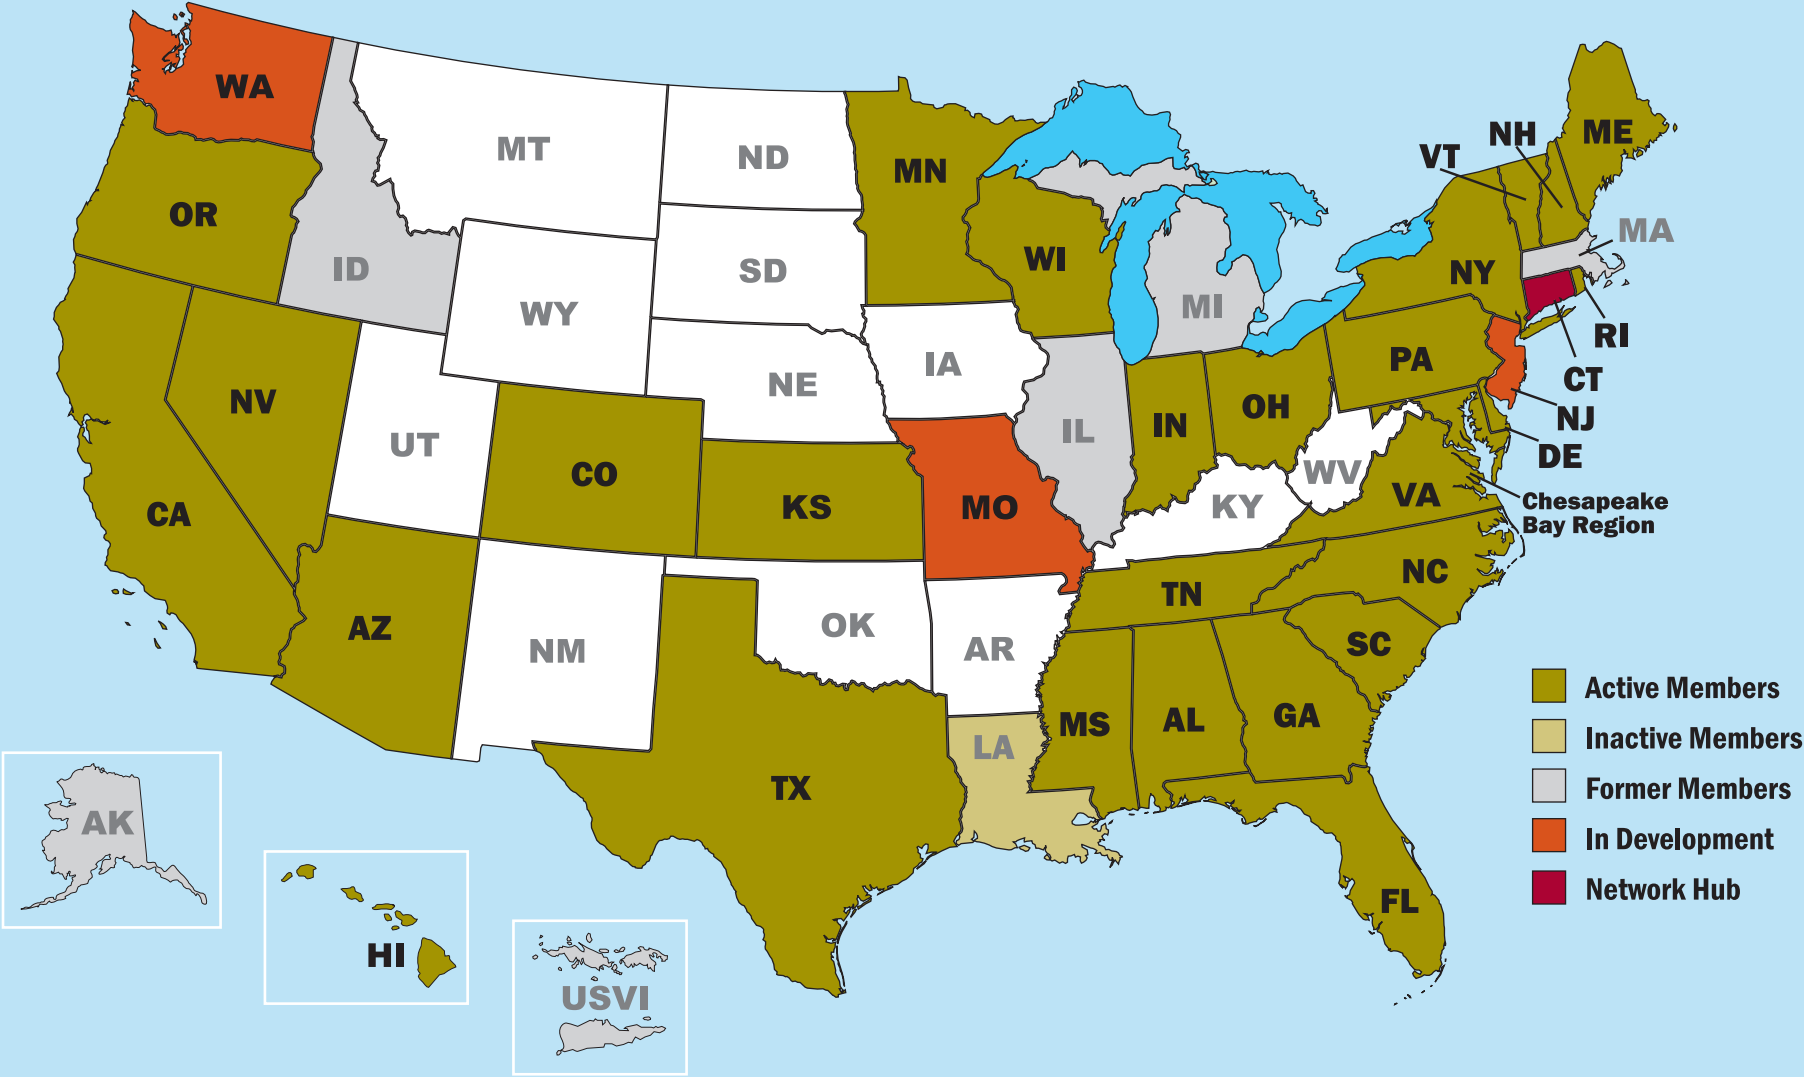 WA
MT
ND
MN
VT
NH
ME
OR
ID
WY
SD
WI
MI
NY
MA
RI
CT
NJ
DE
PA
NV
UT
CO
NE
IA
IL
IN
OH
WV
VA
Chesapeake
Bay Region
CA
KS
MO
KY
AZ
NM
OK
AR
TN
NC
SC
TX
LA
MS
AL
GA
FL
AK
HI
USVI
Active Members
Inactive Members
Former Members
In Development
Network Hub